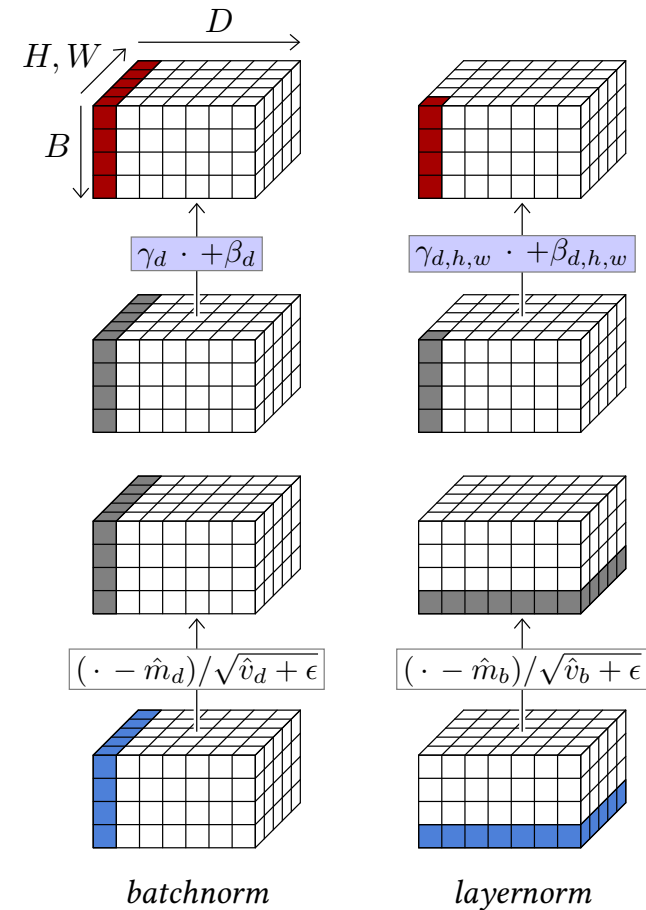 D
H, W
B
γ_d · +β_d
γ_{d,h,w} · +β_{d,h,w}
( · − m̂_d)/√(v̂_d + ϵ)
( · − m̂_b)/√(v̂_b + ϵ)
batchnorm
layernorm